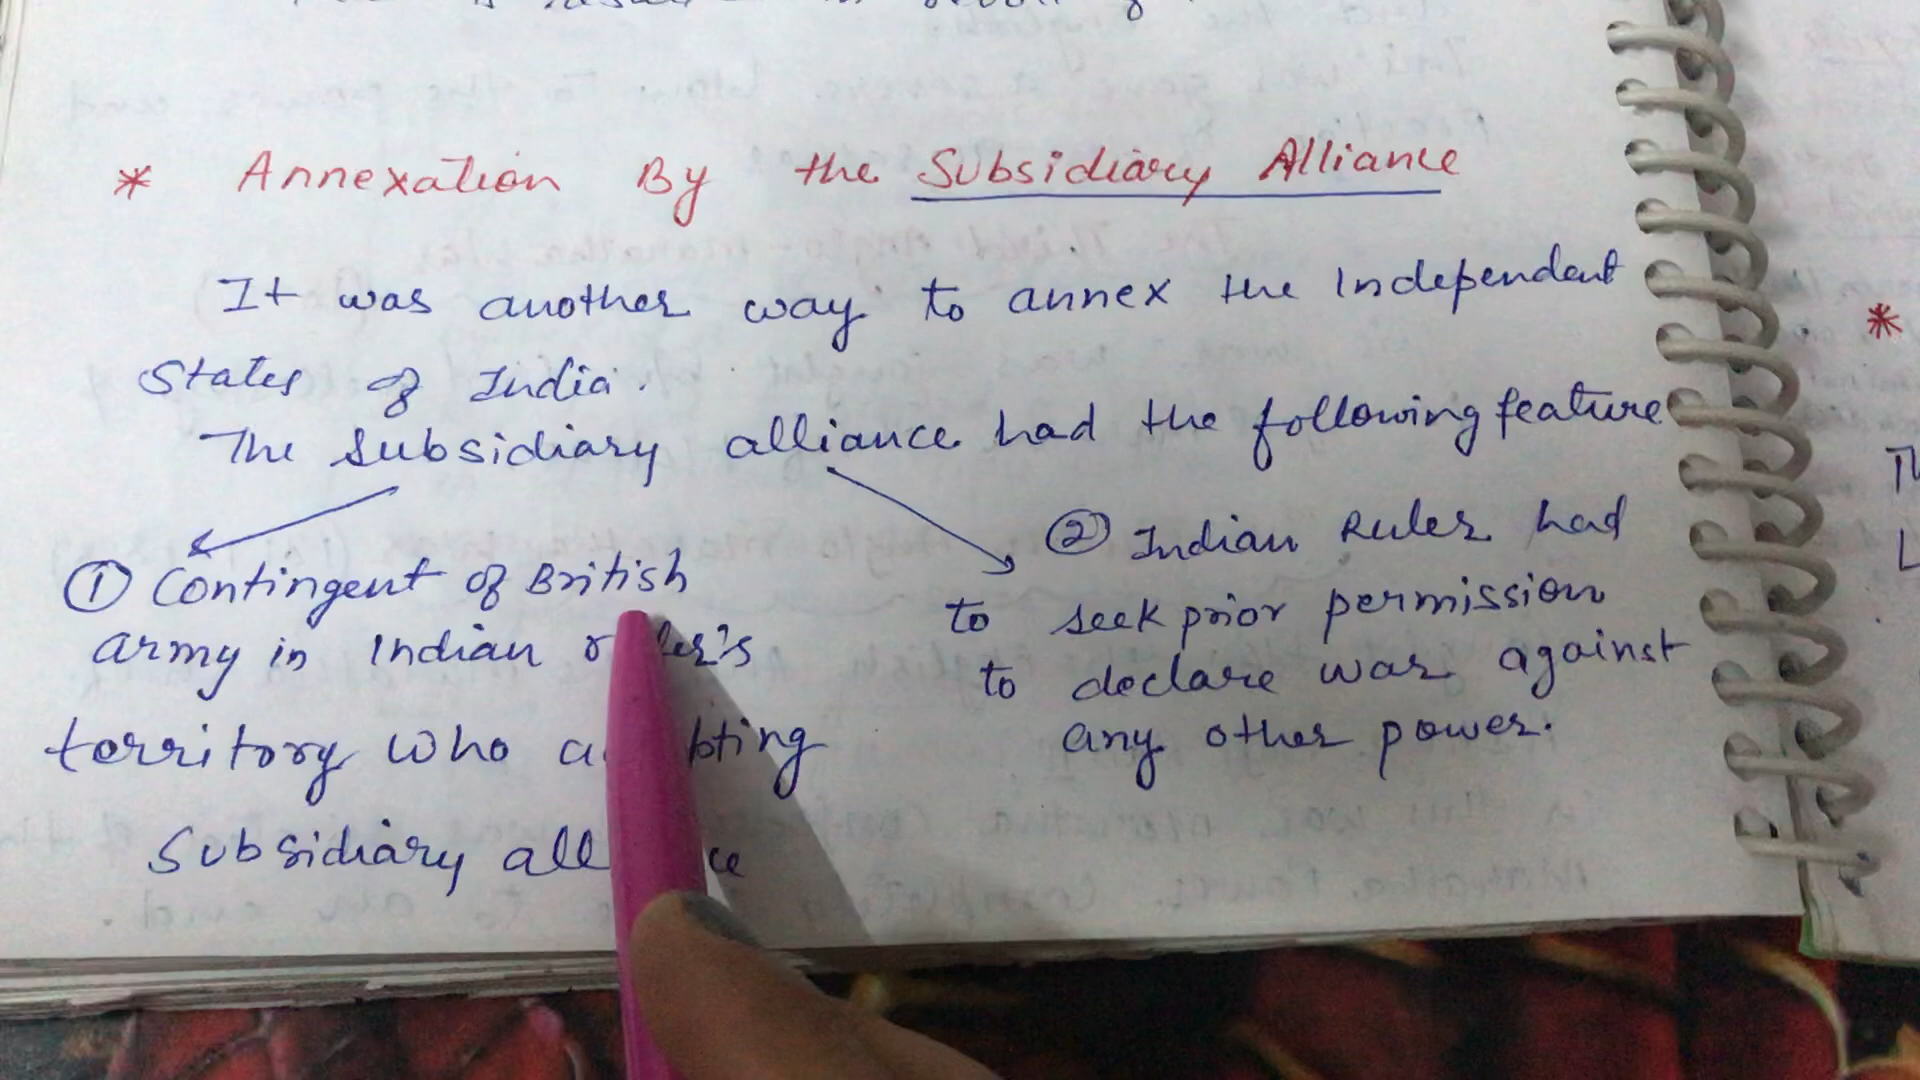 * Annexation By the Subsidiary Alliance
It was another way to annex the Independent
States of India.
The Subsidiary alliance had the following feature
① Contingent of British
army in Indian
territory who
Subsidiary
② Indian Ruler had
to seek prior permission
to declare war against
any other power.
*